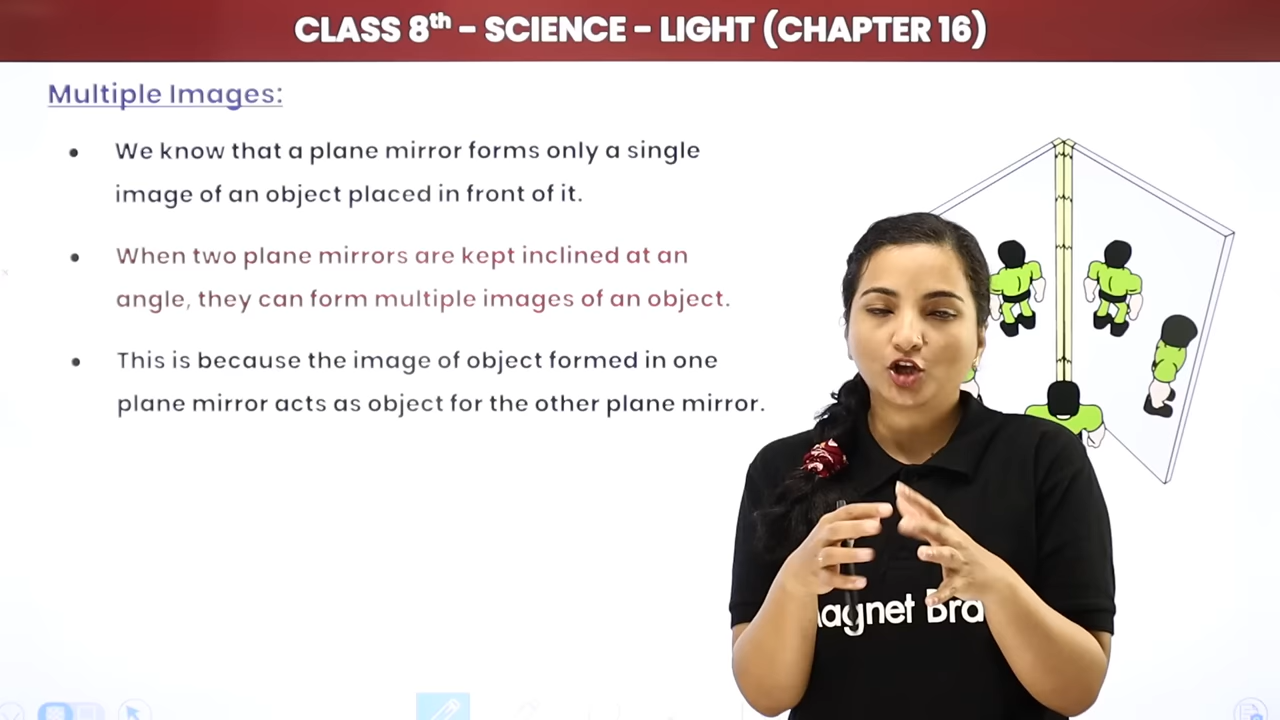 CLASS 8th – SCIENCE – LIGHT (CHAPTER 16)
Multiple Images:
• We know that a plane mirror forms only a single
image of an object placed in front of it.
• When two plane mirrors are kept inclined at an
angle, they can form multiple images of an object.
• This is because the image of object formed in one
plane mirror acts as object for the other plane mirror.
agnet Bra